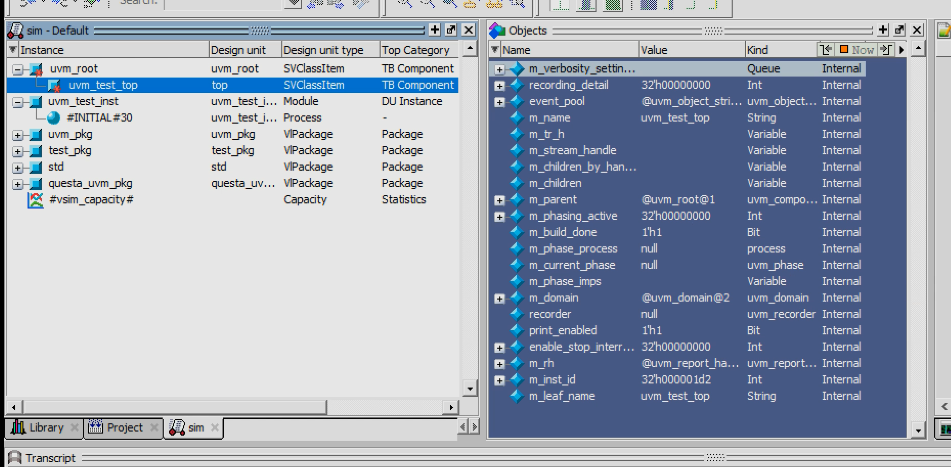 Search:
sim - Default
Instance Design unit Design unit type Top Category
uvm_root uvm_root SVClassItem TB Component
uvm_test_top top SVClassItem TB Component
uvm_test_inst uvm_test_i... Module DU Instance
#INITIAL#30 uvm_test_i... Process -
uvm_pkg uvm_pkg VlPackage Package
test_pkg test_pkg VlPackage Package
std std VlPackage Package
questa_uvm_pkg questa_uv... VlPackage Package
#vsim_capacity# Capacity Statistics
Library Project sim
Objects
Name Value Kind Now
m_verbosity_settin... Queue Internal
recording_detail 32'h00000000 Int Internal
event_pool @uvm_object_stri... uvm_object... Internal
m_name uvm_test_top String Internal
m_tr_h Variable Internal
m_stream_handle Variable Internal
m_children_by_han... Variable Internal
m_children Variable Internal
m_parent @uvm_root@1 uvm_compo... Internal
m_phasing_active 32'h00000000 Int Internal
m_build_done 1'h1 Bit Internal
m_phase_process null process Internal
m_current_phase null uvm_phase Internal
m_phase_imps Variable Internal
m_domain @uvm_domain@2 uvm_domain Internal
recorder null uvm_recorder Internal
print_enabled 1'h1 Bit Internal
enable_stop_interr... 32'h00000000 Int Internal
m_rh @uvm_report_ha... uvm_report... Internal
m_inst_id 32'h000001d2 Int Internal
m_leaf_name uvm_test_top String Internal
Transcript